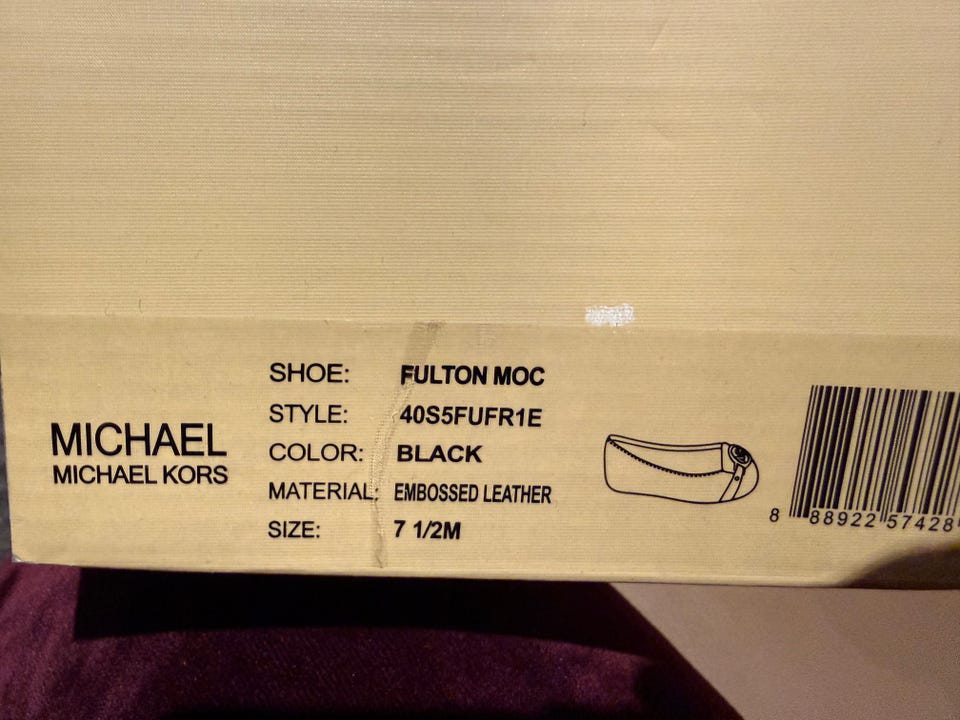 MICHAEL
MICHAEL KORS
SHOE: FULTON MOC
STYLE: 40S5FUFR1E
COLOR: BLACK
MATERIAL: EMBOSSED LEATHER
SIZE: 7 1/2M
8 88922 57428